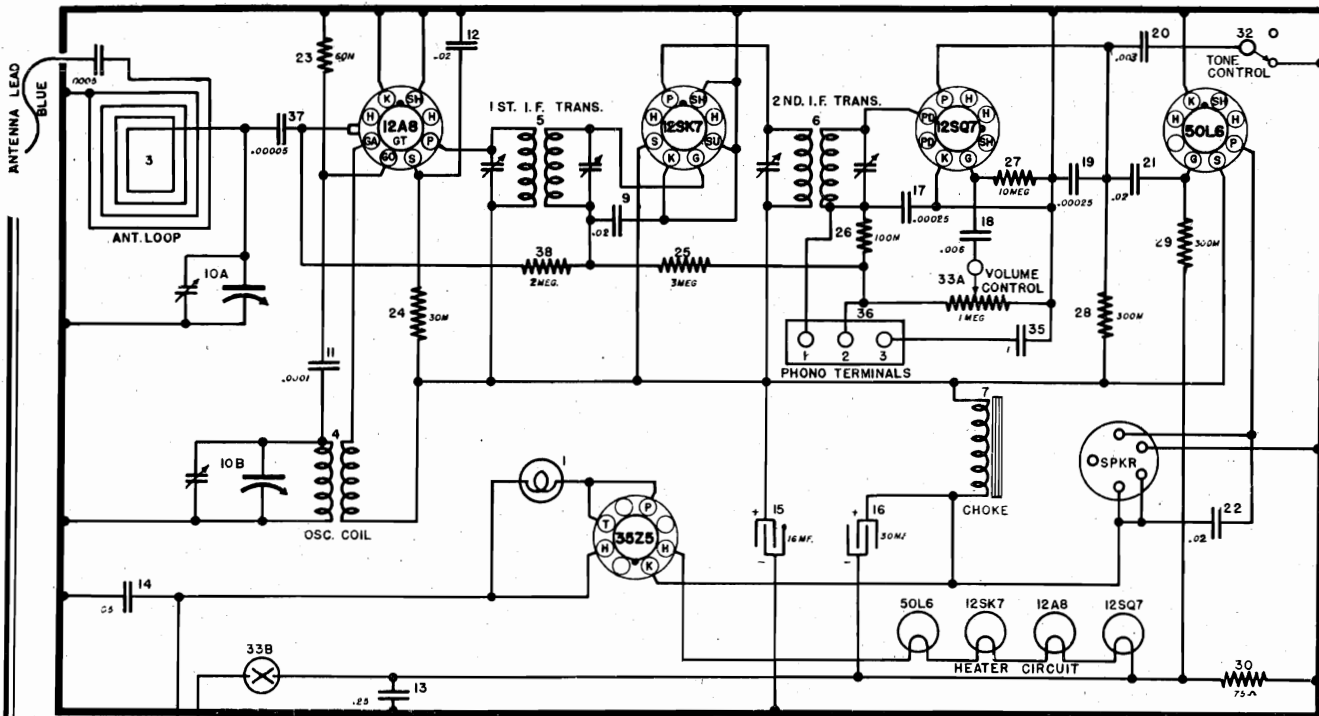 ANTENNA LEAD
BLUE
.0005
3
ANT. LOOP
37
.00005
10A
23
50M
12
.02
K SH
H H
12A8
GT
GA P
GO S
1 ST. I.F. TRANS.
5
P SH
H H
12SK7
S SU
K G
9
.02
38
2MEG.
25
3MEG
24
30M
11
.0001
4
10B
OSC. COIL
2ND. I.F. TRANS.
6
P H
PD H
12SQ7
PD SH
K G
17
.00025
26
100M
27
10MEG
18
.006
33A
VOLUME
CONTROL
1MEG
36
1 2 3
PHONO TERMINALS
35
.1
19
.00025
20
.003
32
TONE
CONTROL
21
.02
K SH
H H
50L6
P
G S
29
300M
28
300M
7
CHOKE
SPKR
22
.02
1
P
T
35Z5
H H
K
15
+
16MF.
-
16
+
30MF
-
14
.05
33B
13
.25
50L6 12SK7 12A8 12SQ7
HEATER CIRCUIT
30
75Ω